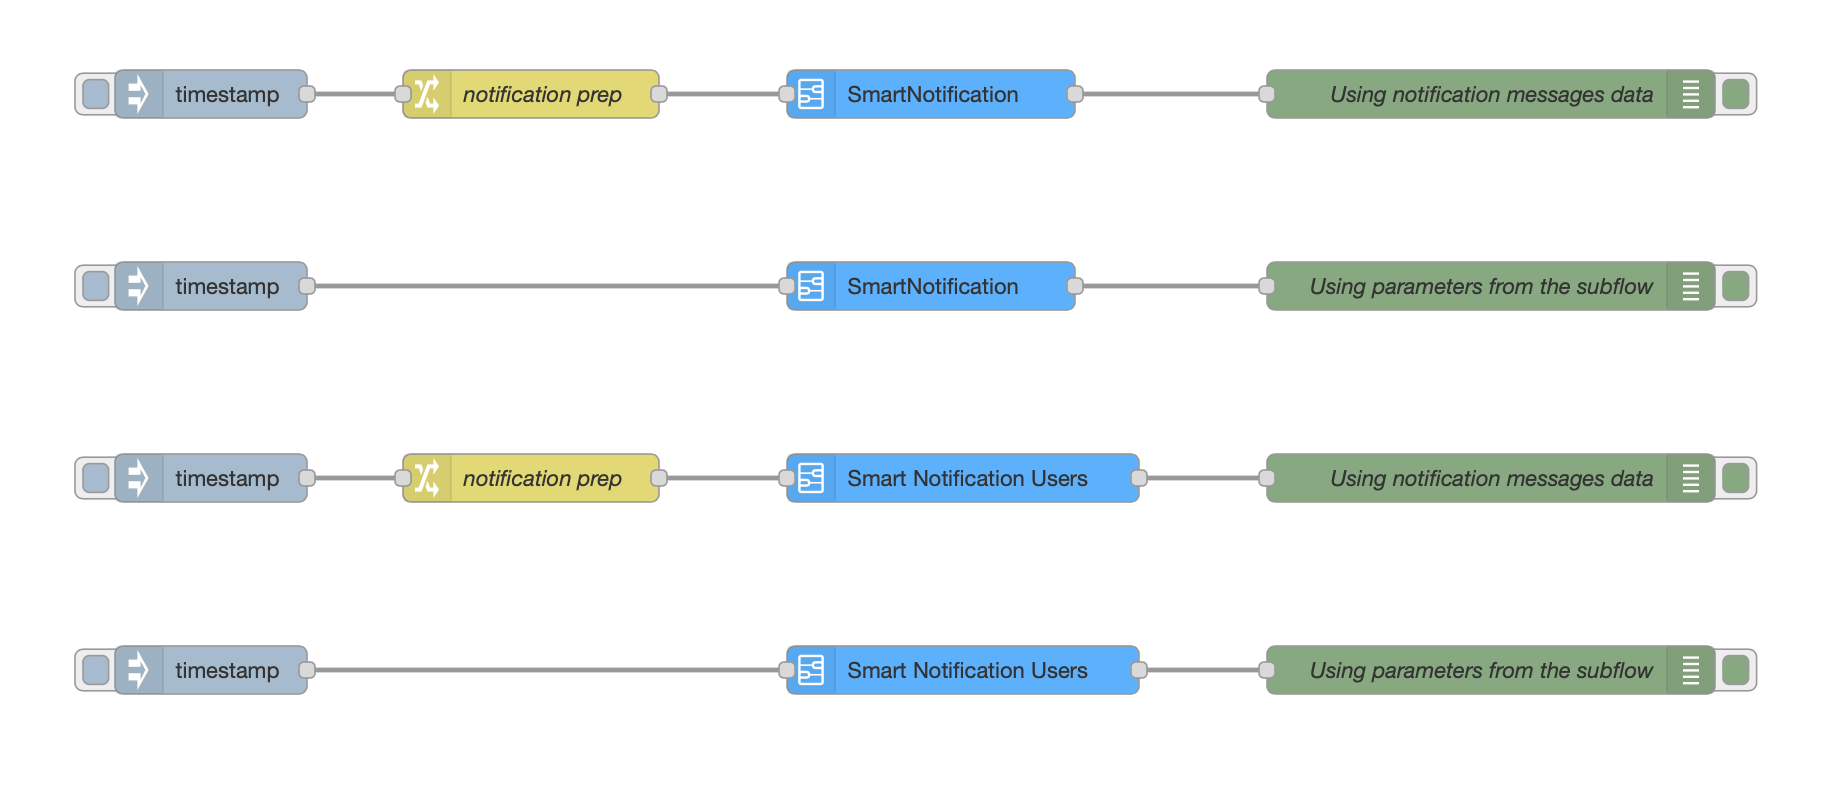 timestamp
notification prep
SmartNotification
Using notification messages data
timestamp
SmartNotification
Using parameters from the subflow
timestamp
notification prep
Smart Notification Users
Using notification messages data
timestamp
Smart Notification Users
Using parameters from the subflow